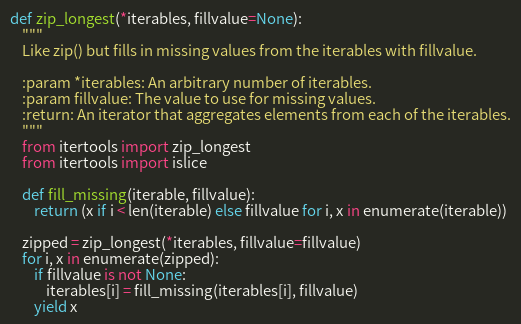 def zip_longest(*iterables, fillvalue=None):
    """
    Like zip() but fills in missing values from the iterables with fillvalue.

    :param *iterables: An arbitrary number of iterables.
    :param fillvalue: The value to use for missing values.
    :return: An iterator that aggregates elements from each of the iterables.
    """
    from itertools import zip_longest
    from itertools import islice

    def fill_missing(iterable, fillvalue):
        return (x if i < len(iterable) else fillvalue for i, x in enumerate(iterable))

    zipped = zip_longest(*iterables, fillvalue=fillvalue)
    for i, x in enumerate(zipped):
        if fillvalue is not None:
            iterables[i] = fill_missing(iterables[i], fillvalue)
        yield x